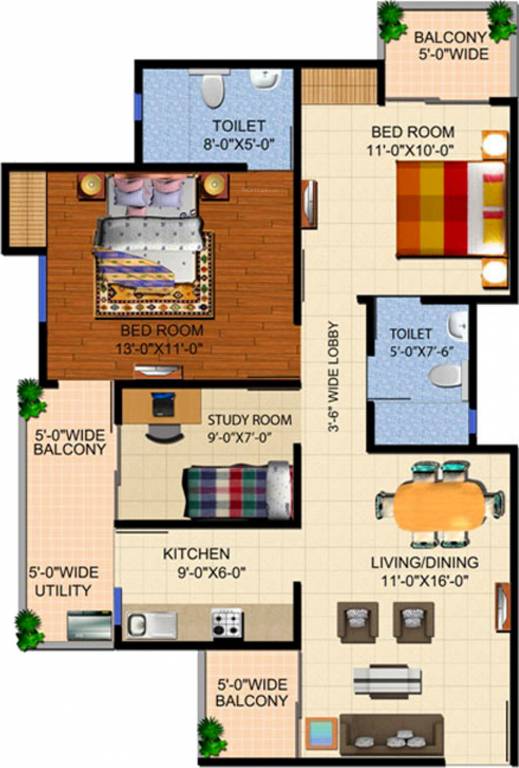 BALCONY
5'-0"WIDE
TOILET
8'-0"X5'-0"
BED ROOM
11'-0"X10'-0"
BED ROOM
13'-0"X11'-0"
TOILET
5'-0"X7'-6"
3'-6" WIDE LOBBY
STUDY ROOM
9'-0"X7'-0"
5'-0"WIDE
BALCONY
KITCHEN
9'-0"X6-0"
5'-0"WIDE
UTILITY
LIVING/DINING
11'-0"X16'-0"
5'-0"WIDE
BALCONY